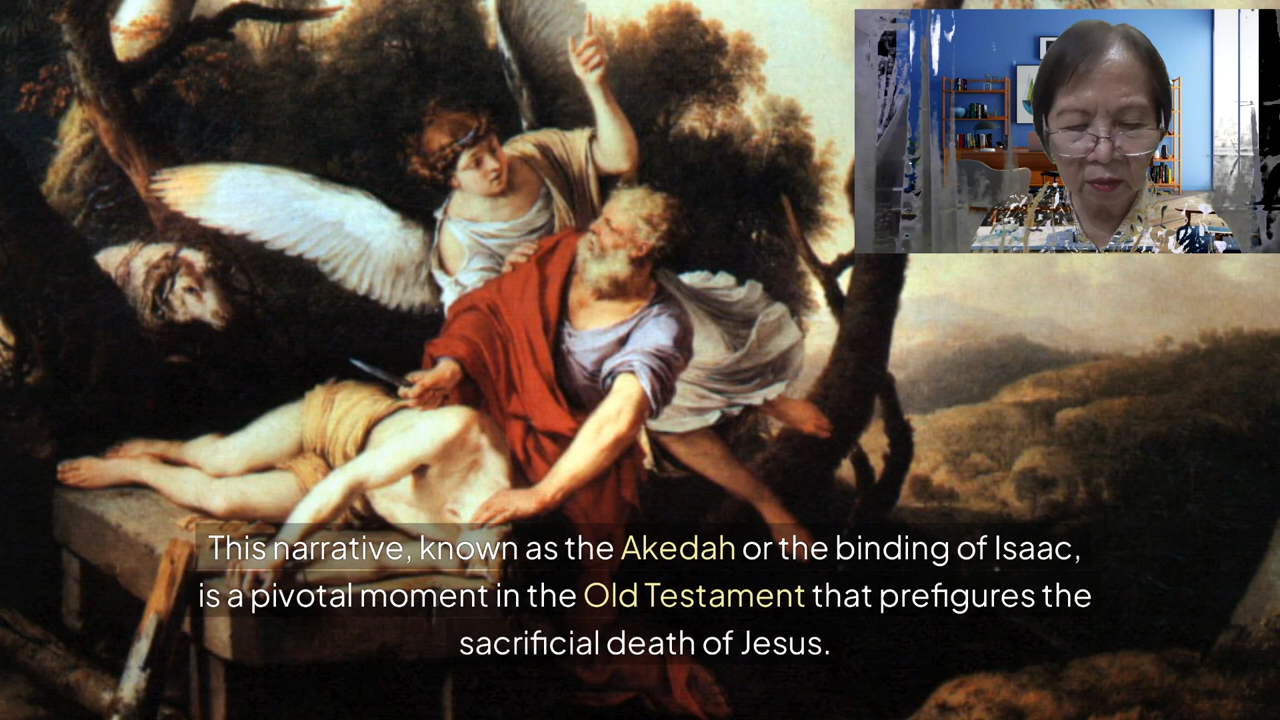 This narrative, known as the Akedah or the binding of Isaac,
is a pivotal moment in the Old Testament that prefigures the
sacrificial death of Jesus.